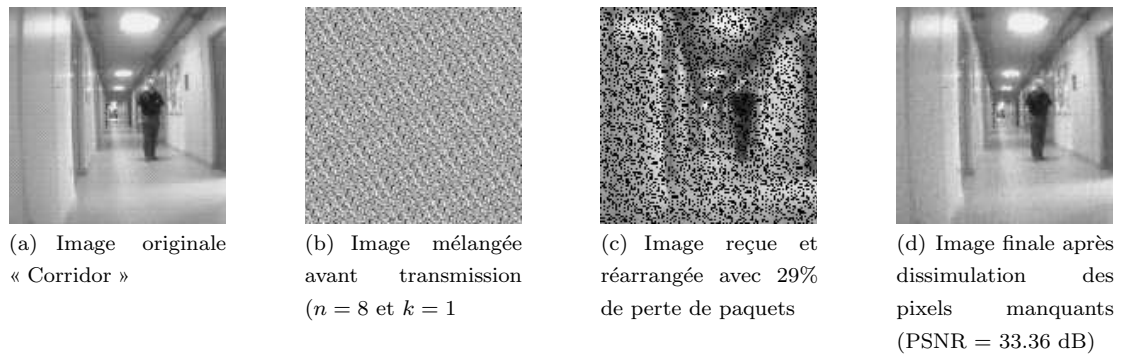 (a) Image originale
« Corridor »
(b) Image mélangée
avant transmission
(n = 8 et k = 1
(c) Image reçue et
réarrangée avec 29%
de perte de paquets
(d) Image finale après
dissimulation des
pixels manquants
(PSNR = 33.36 dB)